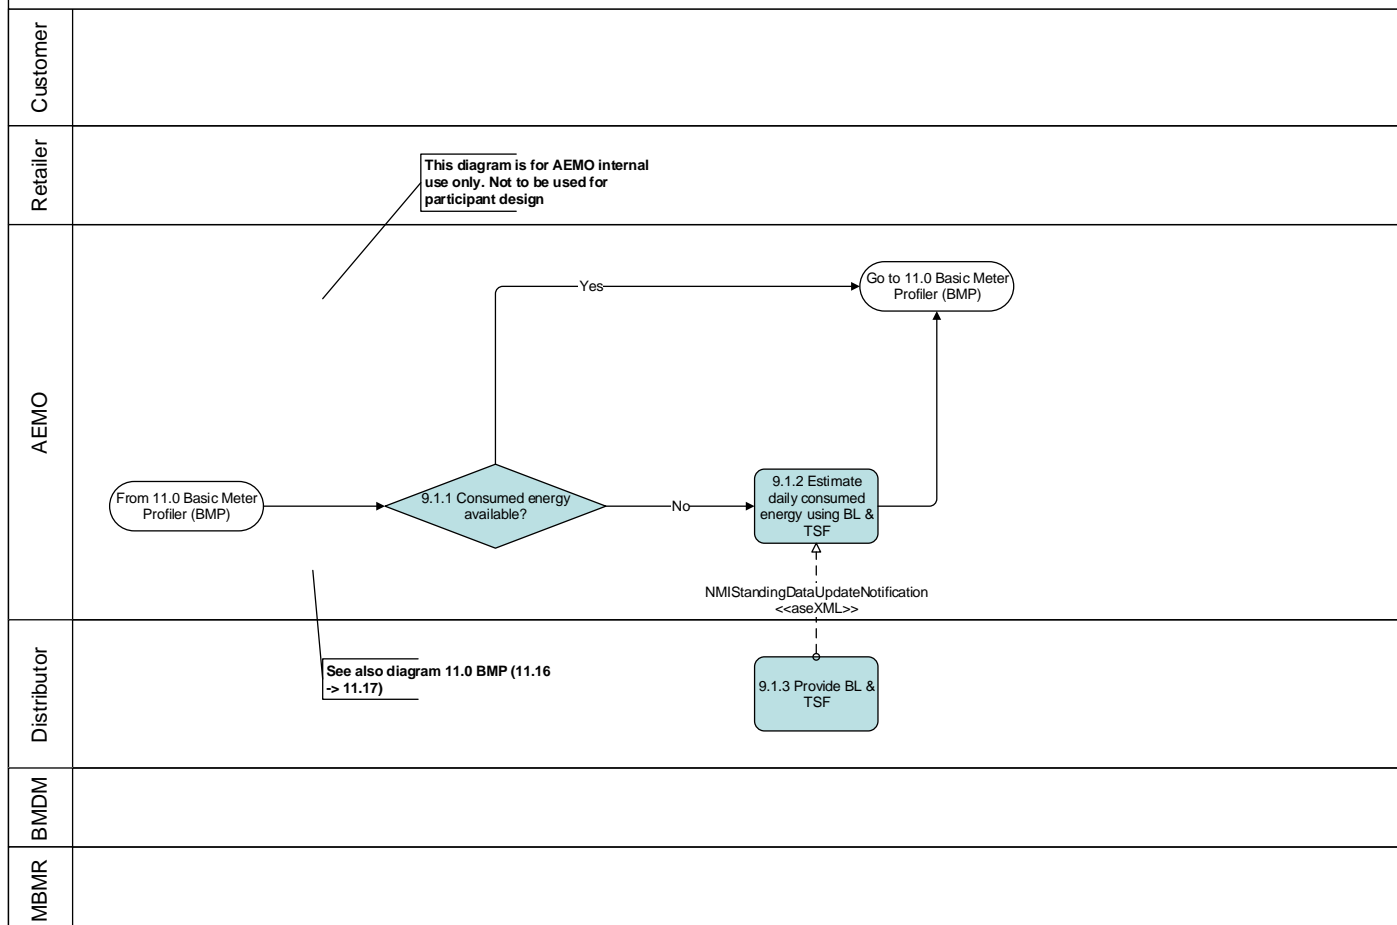 Customer
Retailer
This diagram is for AEMO internal
use only. Not to be used for
participant design
AEMO
Go to 11.0 Basic Meter
Profiler (BMP)
Yes
From 11.0 Basic Meter
Profiler (BMP)
9.1.1 Consumed energy
available?
No
9.1.2 Estimate
daily consumed
energy using BL &
TSF
NMIStandingDataUpdateNotification
<<aseXML>>
Distributor
See also diagram 11.0 BMP (11.16
-> 11.17)
9.1.3 Provide BL &
TSF
BMDM
MBMR